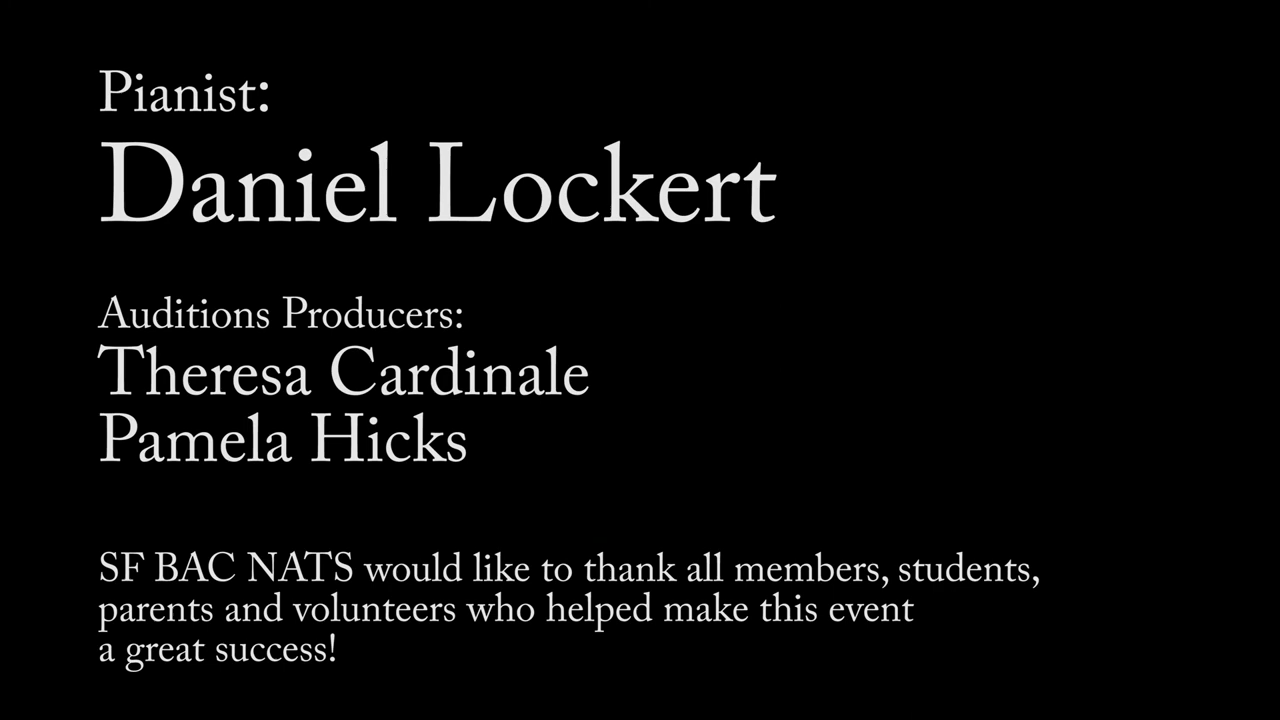 Pianist:
Daniel Lockert
Auditions Producers:
Theresa Cardinale
Pamela Hicks
SF BAC NATS would like to thank all members, students,
parents and volunteers who helped make this event
a great success!